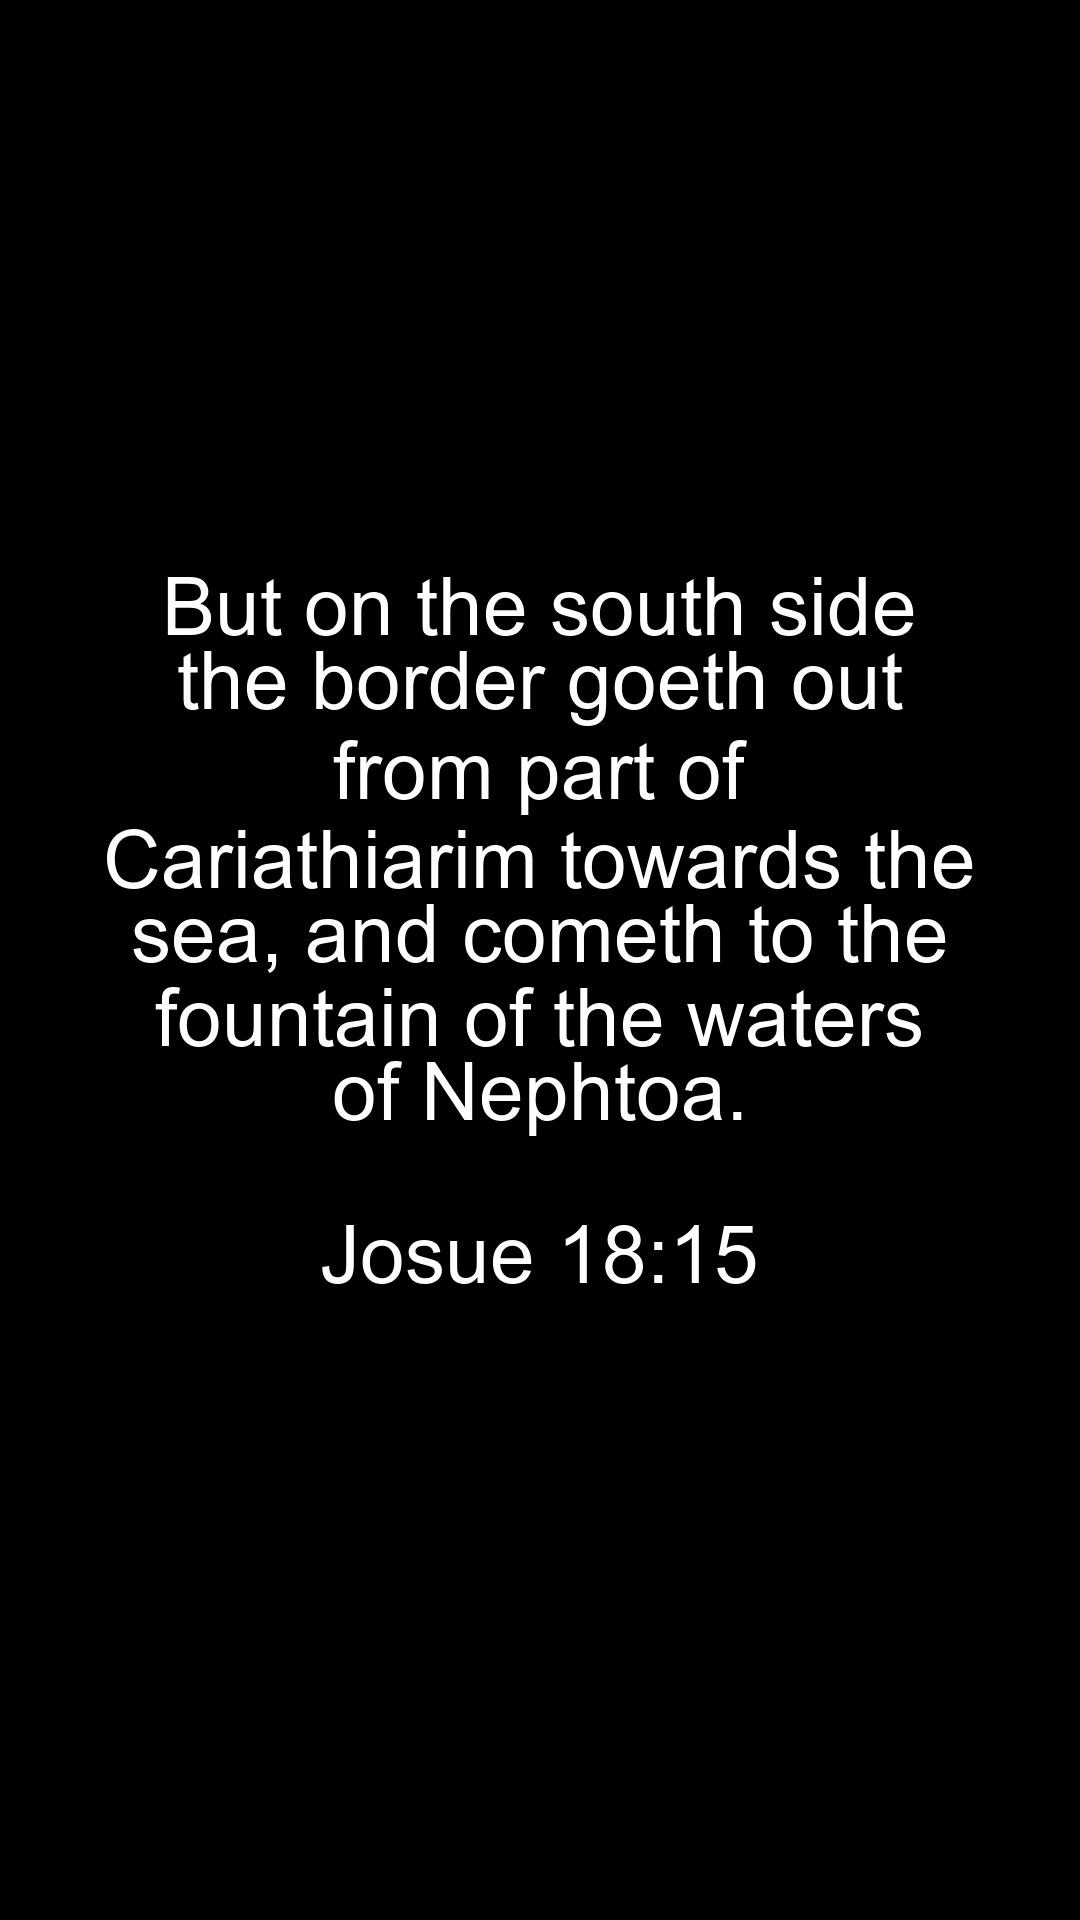 But on the south side
the border goeth out
from part of
Cariathiarim towards the
sea, and cometh to the
fountain of the waters
of Nephtoa.
Josue 18:15